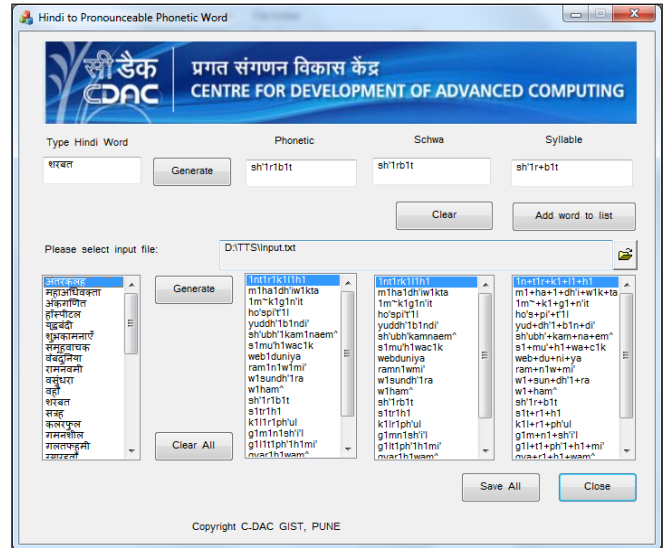 Hindi to Pronounceable Phonetic Word
सी डैक
CDAC
प्रगत संगणन विकास केंद्र
CENTRE FOR DEVELOPMENT OF ADVANCED COMPUTING
Type Hindi Word Phonetic Schwa Syllable
शरबत Generate sh'1r1b1t sh'1rb1t sh'1r+b1t
Clear Add word to list
Please select input file: D:\TTS\Input.txt
Generate
अंतरकलह 1nt1r1k1l1h1 1nt1rk1l1h1 1n+t1r+k1+l1+h1
महाअधिवक्ता m1ha1dh'iw1kta m1ha1dh'iw1kta m1+ha+1+dh'i+w1k+ta
अंकगणित 1m~k1g1n'it 1m~k1g1n'it 1m~+k1+g1+n'it
हॉस्पीटल ho'spi't'1l ho'spi't'1l ho's+pi'+t'1l
युद्धबंदी yuddh'1b1ndi' yuddh'1b1ndi' yud+dh'1+b1n+di'
शुभकामनाएँ sh'ubh'1kam1naem^ sh'ubh'kamnaem^ sh'ubh'+kam+na+em^
समूहवाचक s1mu'h1wac1k s1mu'h1wac1k s1+mu'+h1+wa+c1k
वेबदुनिया web1duniya webduniya web+du+ni+ya
रामनवमी ram1n1w1mi' ramn1wmi' ram+n1w+mi'
वसुंधरा w1sundh'1ra w1sundh'1ra w1+sun+dh'1+ra
वहाँ w1ham^ w1ham^ w1+ham^
शरबत sh'1r1b1t sh'1rb1t sh'1r+b1t
सत्रह s1tr1h1 s1tr1h1 s1t+r1+h1
कलरफुल k1l1r1ph'ul k1l1r1ph'ul k1l+r1+ph'ul
गमनशील g1m1n1sh'i'l g1mn1sh'i'l g1m+n1+sh'i'l
गलतफहमी g1l1t1ph'1h1mi' g1l1t1ph'1h1mi' g1l+t1+ph'1+h1+mi'
Clear All
Save All Close
Copyright C-DAC GIST, PUNE